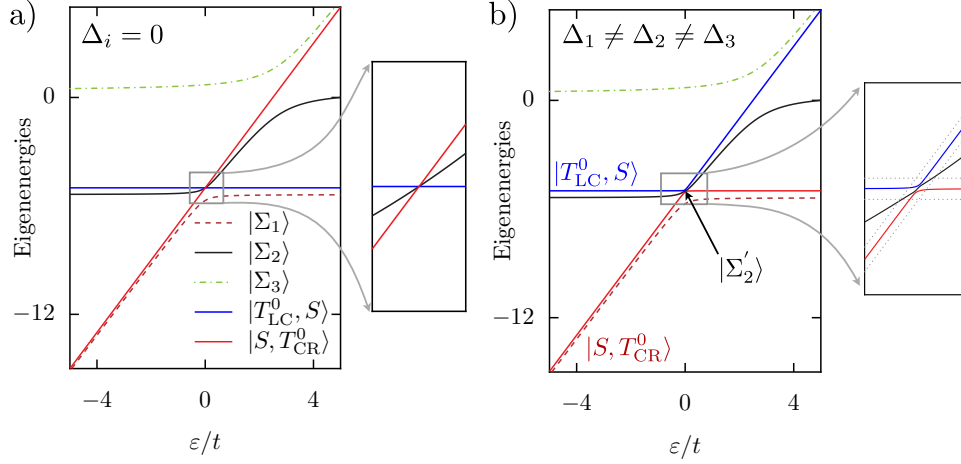 a)
Δ_i = 0
Eigenenergies
0
−12
|Σ_1⟩
|Σ_2⟩
|Σ_3⟩
|T^0_LC, S⟩
|S, T^0_CR⟩
−4
0
4
ε/t
b)
Δ_1 ≠ Δ_2 ≠ Δ_3
Eigenenergies
0
−12
|T^0_LC, S⟩
|Σ_2^′⟩
|S, T^0_CR⟩
−4
0
4
ε/t